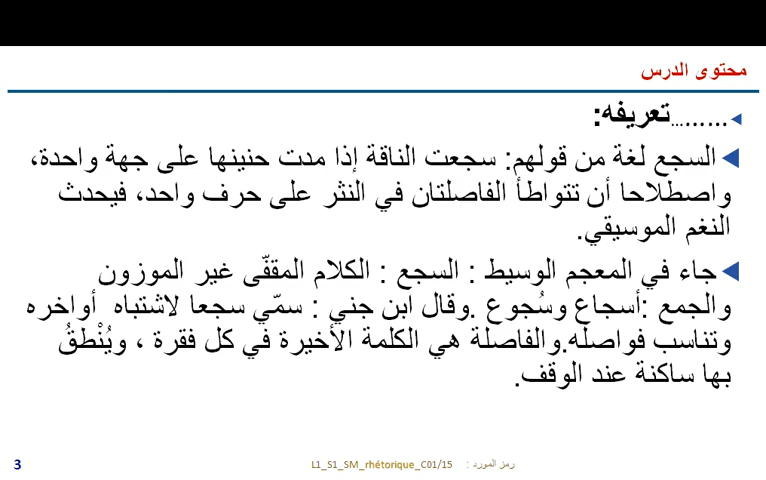 محتوى الدرس
......…تعريفه:
السجع لغة من قولهم: سجعت الناقة إذا مدت حنينها على جهة واحدة،
واصطلاحا أن تتواطأ الفاصلتان في النثر على حرف واحد، فيحدث
النغم الموسيقي.
جاء في المعجم الوسيط : السجع : الكلام المقفّى غير الموزون
والجمع :أسجاع وسُجوع .وقال ابن جني : سمّي سجعا لاشتباه أواخره
وتناسب فواصله.والفاصلة هي الكلمة الأخيرة في كل فقرة ، ويُنْطقُ
بها ساكنة عند الوقف.
رمز المورد : L1_S1_SM_rhétorique_C01/15
3